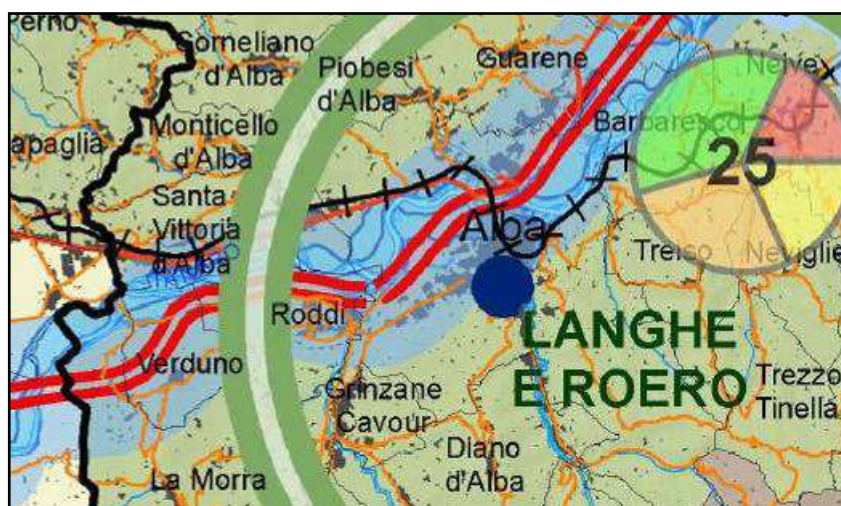 Perno
Corneliano
d'Alba
Piobesi
d'Alba
Guarene
Neive
Monticello
d'Alba
Barbaresco
apaglia
25
Santa
Vittoria
d'Alba
Alba
Treiso
Neviglie
Roddi
LANGHE
E ROERO
Verduno
Trezzo
Tinella
Grinzane
Cavour
Diano
d'Alba
La Morra